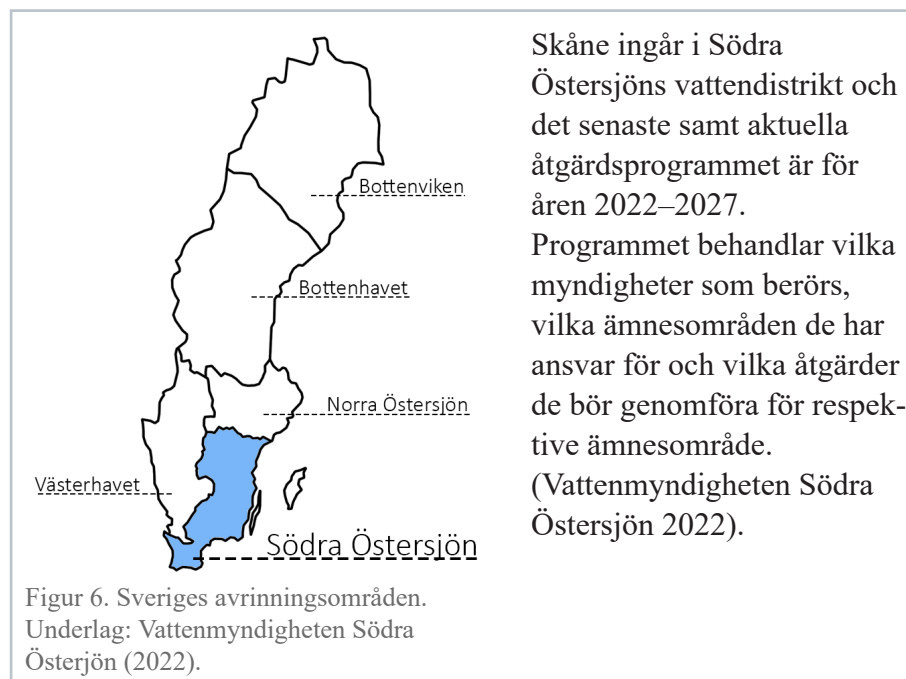 Bottenviken
Bottenhavet
Norra Östersjön
Västerhavet
Södra Östersjön
Figur 6. Sveriges avrinningsområden.
Underlag: Vattenmyndigheten Södra
Österjön (2022).
Skåne ingår i Södra
Östersjöns vattendistrikt och
det senaste samt aktuella
åtgärdsprogrammet är för
åren 2022–2027.
Programmet behandlar vilka
myndigheter som berörs,
vilka ämnesområden de har
ansvar för och vilka åtgärder
de bör genomföra för respek-
tive ämnesområde.
(Vattenmyndigheten Södra
Östersjön 2022).